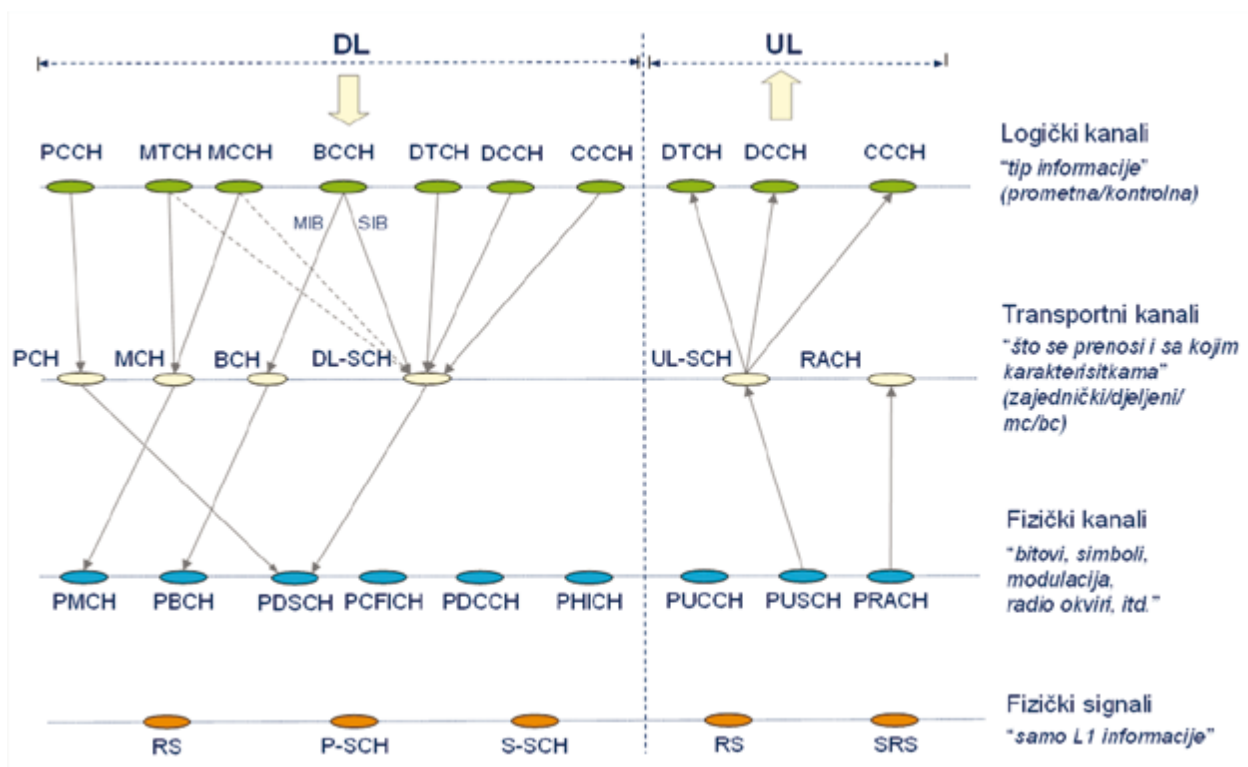 DL
UL
PCCH MTCH MCCH BCCH DTCH DCCH CCCH DTCH DCCH CCCH
Logički kanali
"tip informacije"
(prometna/kontrolna)
MIB SIB
PCH MCH BCH DL-SCH UL-SCH RACH
Transportni kanali
"što se prenosi i sa kojim
karakterisitkama"
(zajednički/djeljeni/
mc/bc)
Fizički kanali
"bitovi, simboli,
modulacija,
radio okviri, itd."
PMCH PBCH PDSCH PCFICH PDCCH PHICH PUCCH PUSCH PRACH
Fizički signali
"samo L1 informacije"
RS P-SCH S-SCH RS SRS